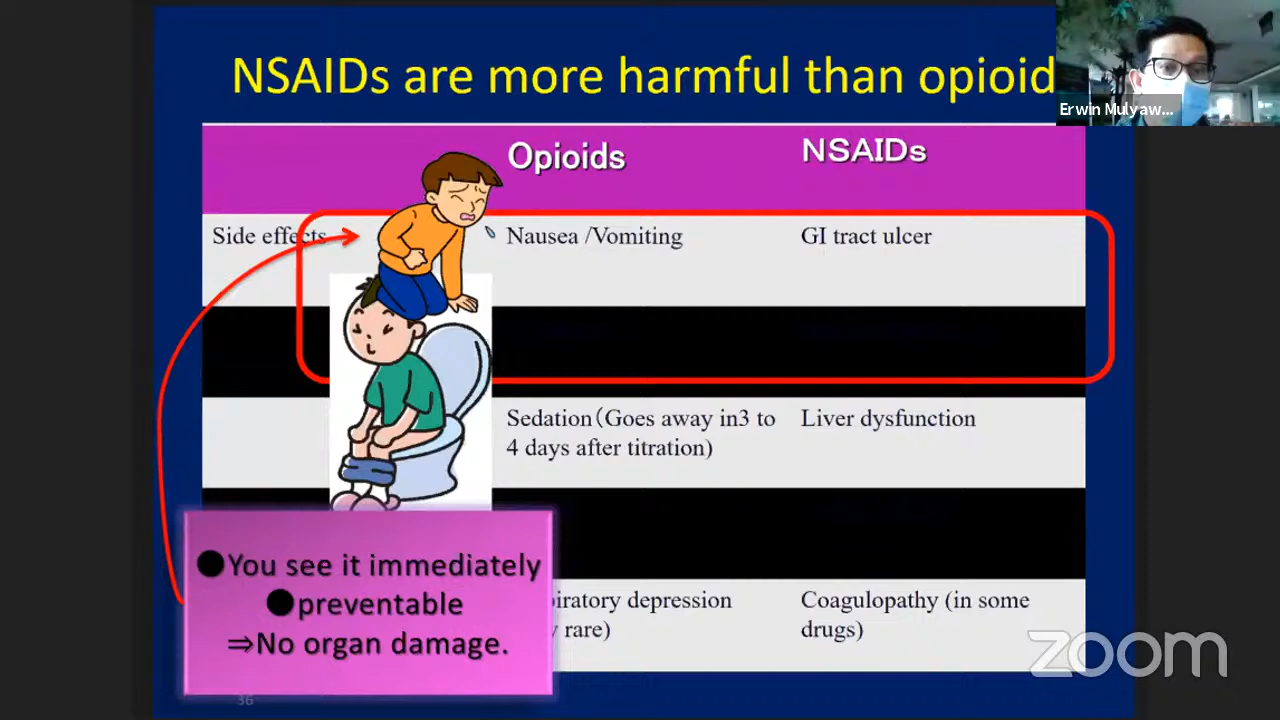 NSAIDs are more harmful than opioid
Erwin Mulyaw...
Opioids
NSAIDs
Side effects
Nausea /Vomiting
GI tract ulcer
Sedation(Goes away in3 to
4 days after titration)
Liver dysfunction
●You see it immediately
●preventable
⇒No organ damage.
iratory depression
rare)
Coagulopathy (in some
drugs)
zoom
36